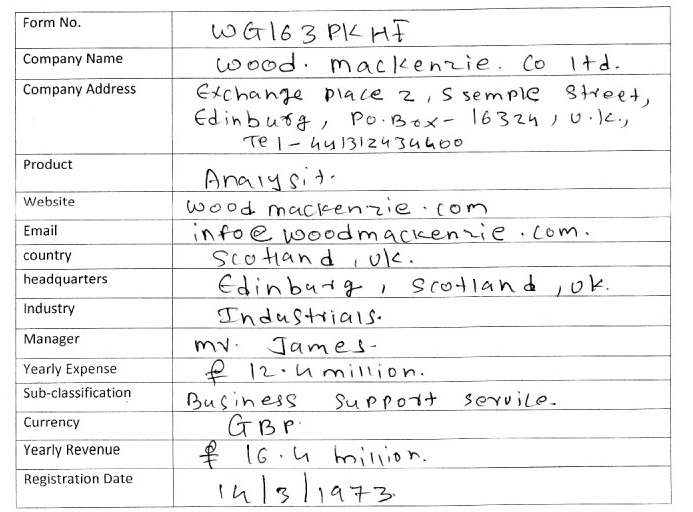 Form No. WG163PKHF
Company Name wood. mackenzie. Co ltd.
Company Address Exchange place 2, 5 semple street,
Edinburg, PO.Box- 16324, U.K.,
Tel- 441312434400
Product Analysit.
Website wood mackenzie.com
Email info@woodmackenzie.com.
country Scotland, UK.
headquarters Edinburg, Scotland, UK.
Industry Industrials.
Manager mr. James-
Yearly Expense £ 12.4 million.
Sub-classification Business support service.
Currency GBP.
Yearly Revenue £ 16.4 million.
Registration Date 14/3/1973.